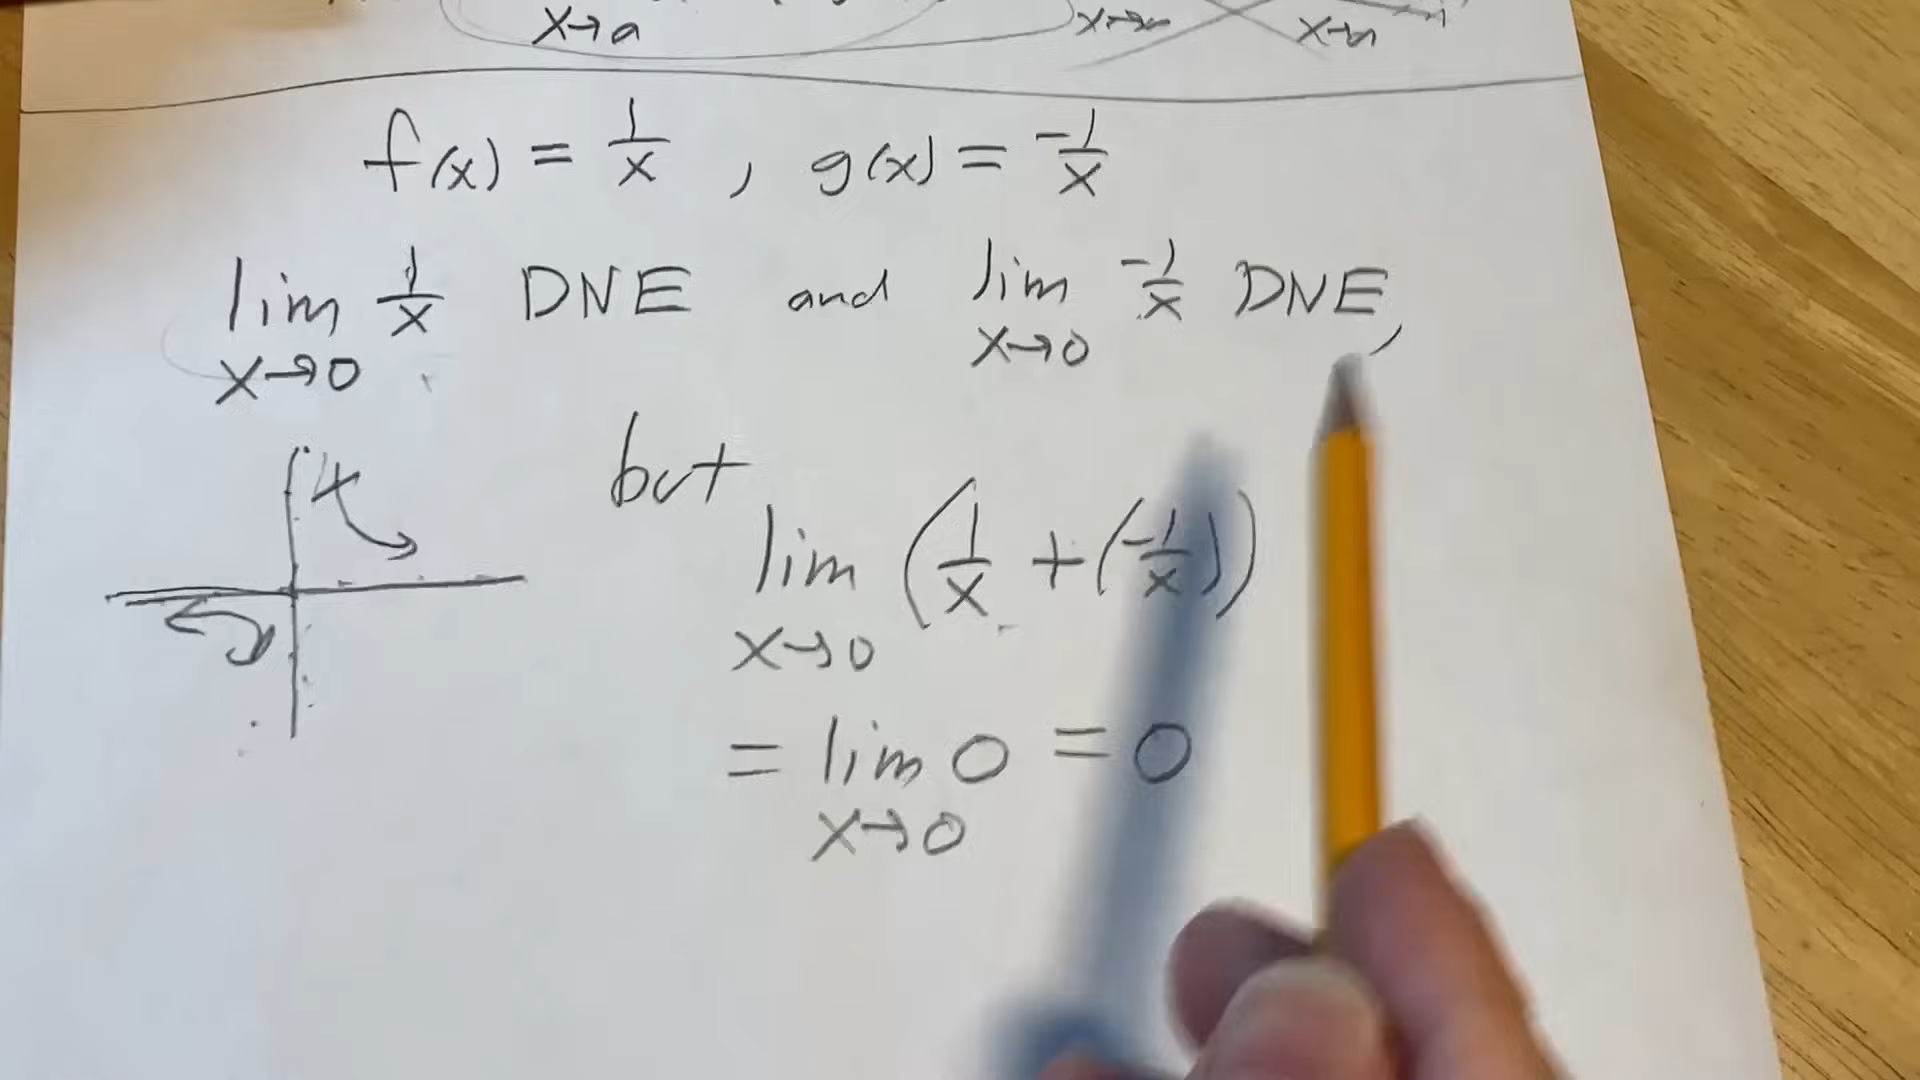 x→a x→a x→a
f(x) = 1/x , g(x) = -1/x
lim x→0 1/x DNE and lim x→0 -1/x DNE,
but
lim x→0 (1/x + (-1/x))
= lim x→0 0 = 0